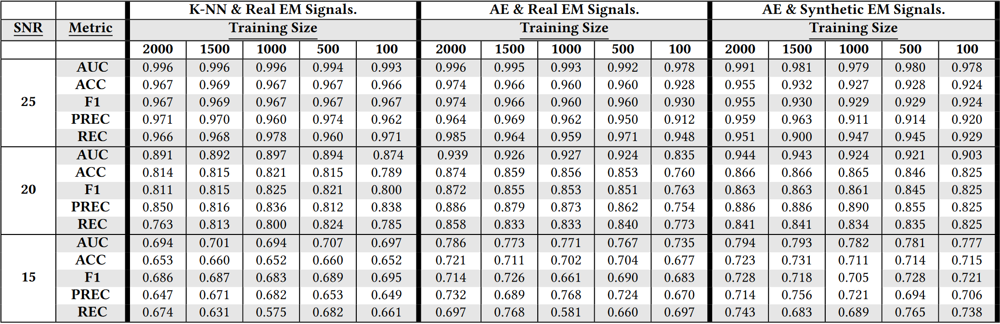 K-NN & Real EM Signals. AE & Real EM Signals. AE & Synthetic EM Signals.
SNR Metric Training Size Training Size Training Size
2000 1500 1000 500 100 2000 1500 1000 500 100 2000 1500 1000 500 100
AUC 0.996 0.996 0.996 0.994 0.993 0.996 0.995 0.993 0.992 0.978 0.991 0.981 0.979 0.980 0.978
ACC 0.967 0.969 0.967 0.967 0.966 0.974 0.966 0.960 0.960 0.928 0.955 0.932 0.927 0.928 0.924
25 F1 0.967 0.969 0.967 0.967 0.967 0.974 0.966 0.960 0.960 0.930 0.955 0.930 0.929 0.929 0.924
PREC 0.971 0.970 0.960 0.974 0.962 0.964 0.969 0.962 0.950 0.912 0.959 0.963 0.911 0.914 0.920
REC 0.966 0.968 0.978 0.960 0.971 0.985 0.964 0.959 0.971 0.948 0.951 0.900 0.947 0.945 0.929
AUC 0.891 0.892 0.897 0.894 0.874 0.939 0.926 0.927 0.924 0.835 0.944 0.943 0.924 0.921 0.903
ACC 0.814 0.815 0.821 0.815 0.789 0.874 0.859 0.856 0.853 0.760 0.866 0.866 0.865 0.846 0.825
20 F1 0.811 0.815 0.825 0.821 0.800 0.872 0.855 0.853 0.851 0.763 0.863 0.863 0.861 0.845 0.825
PREC 0.850 0.816 0.836 0.812 0.838 0.886 0.879 0.873 0.862 0.754 0.886 0.886 0.890 0.855 0.825
REC 0.763 0.813 0.800 0.824 0.785 0.858 0.833 0.833 0.840 0.773 0.841 0.841 0.834 0.835 0.825
AUC 0.694 0.701 0.694 0.707 0.697 0.786 0.773 0.771 0.767 0.735 0.794 0.793 0.782 0.781 0.777
ACC 0.653 0.660 0.652 0.660 0.652 0.721 0.711 0.702 0.704 0.677 0.723 0.731 0.711 0.714 0.715
15 F1 0.686 0.687 0.683 0.689 0.695 0.714 0.726 0.661 0.690 0.683 0.728 0.718 0.705 0.728 0.721
PREC 0.647 0.671 0.682 0.653 0.649 0.732 0.689 0.768 0.724 0.670 0.714 0.756 0.721 0.694 0.706
REC 0.674 0.631 0.575 0.682 0.661 0.697 0.768 0.581 0.660 0.697 0.743 0.683 0.689 0.765 0.738